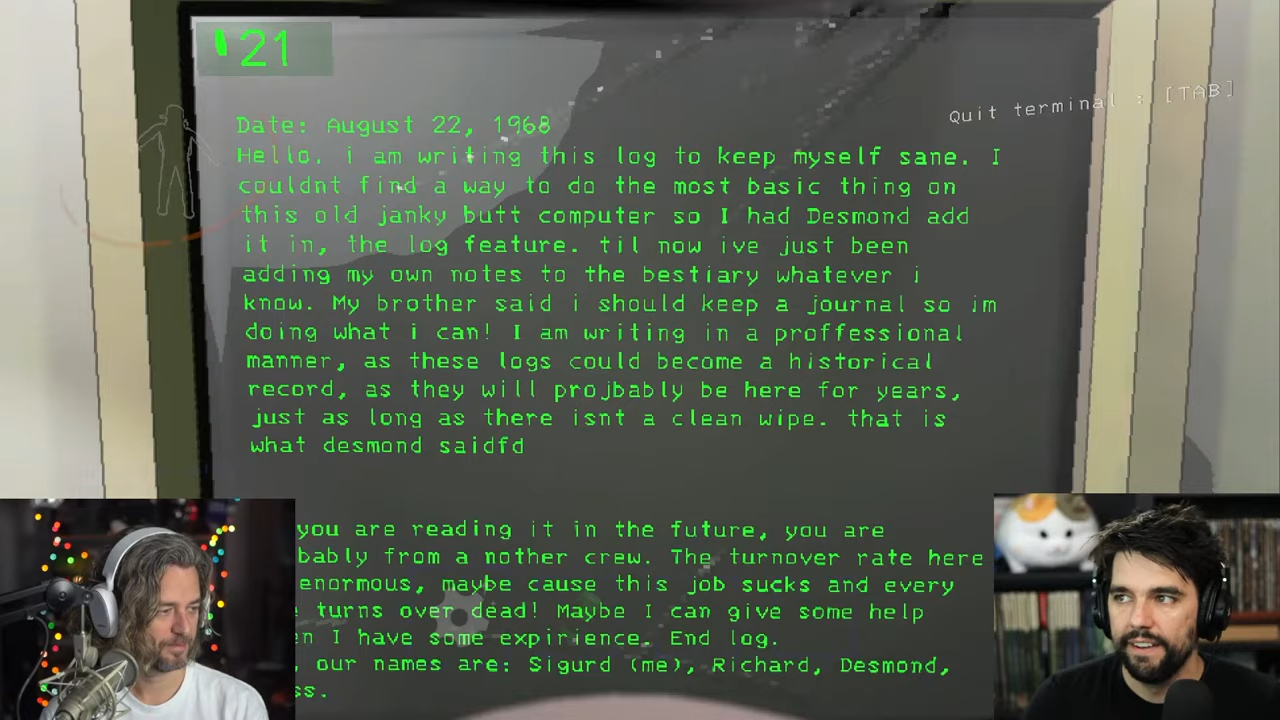 21
Quit terminal : [TAB]
Date: August 22, 1968
Hello. i am writing this log to keep myself sane. I
couldnt find a way to do the most basic thing on
this old janky butt computer so I had Desmond add
it in, the log feature. til now ive just been
adding my own notes to the bestiary whatever i
know. My brother said i should keep a journal so im
doing what i can! I am writing in a proffessional
manner, as these logs could become a historical
record, as they will projbably be here for years,
just as long as there isnt a clean wipe. that is
what desmond saidfd
you are reading it in the future, you are
bably from a nother crew. The turnover rate here
enormous, maybe cause this job sucks and every
turns over dead! Maybe I can give some help
n I have some expirience. End log.
, our names are: Sigurd (me), Richard, Desmond,
ss.